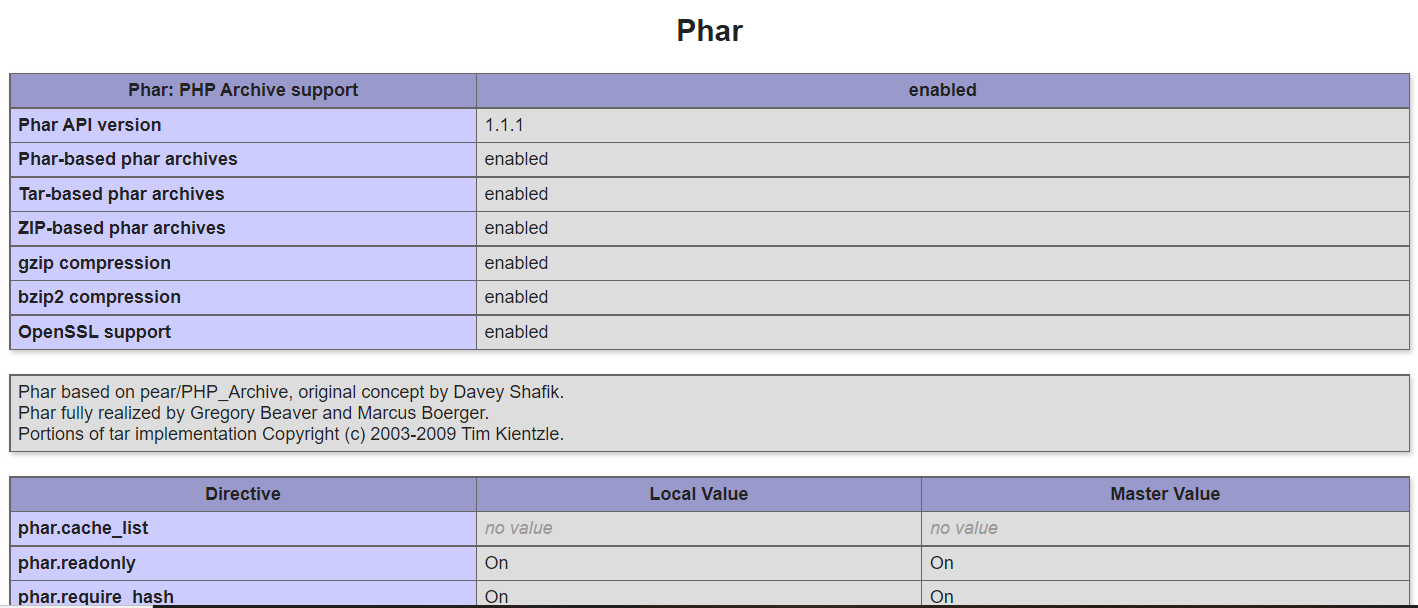 Phar
Phar: PHP Archive support enabled
Phar API version 1.1.1
Phar-based phar archives enabled
Tar-based phar archives enabled
ZIP-based phar archives enabled
gzip compression enabled
bzip2 compression enabled
OpenSSL support enabled
Phar based on pear/PHP_Archive, original concept by Davey Shafik.
Phar fully realized by Gregory Beaver and Marcus Boerger.
Portions of tar implementation Copyright (c) 2003-2009 Tim Kientzle.
Directive Local Value Master Value
phar.cache_list no value no value
phar.readonly On On
phar.require_hash On On